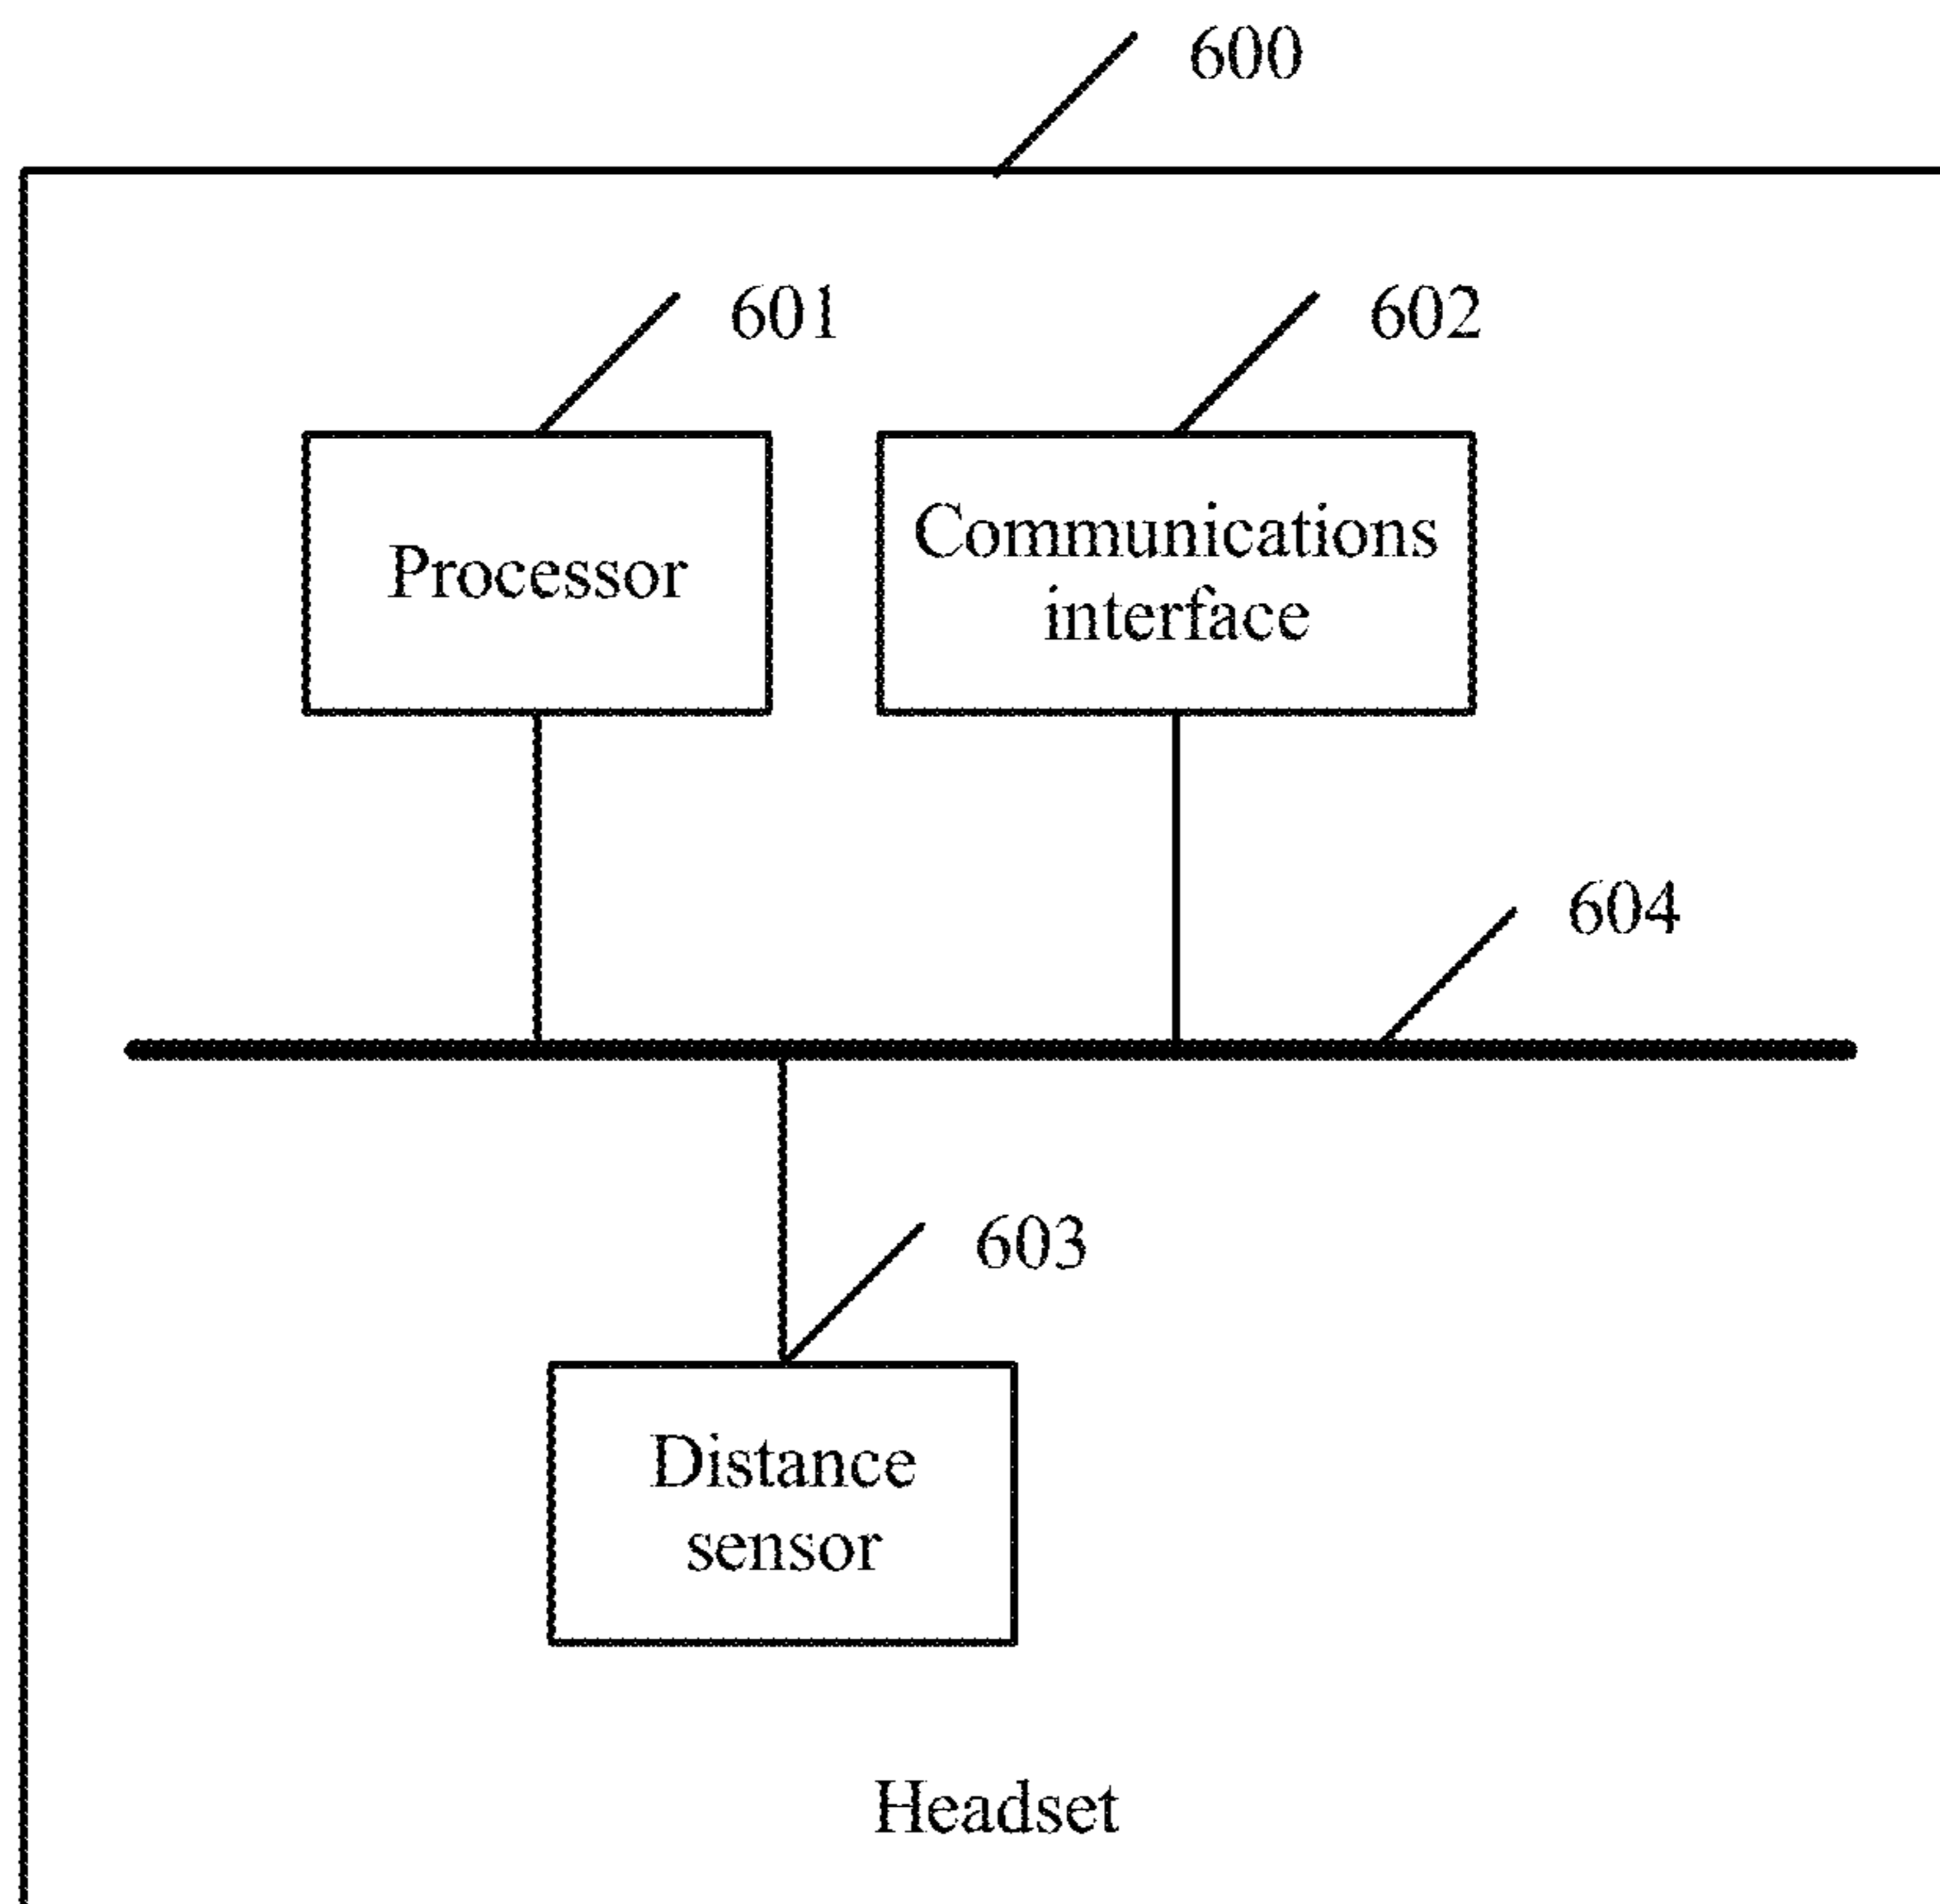 600
601
602
Processor
Communications
interface
604
603
Distance
sensor
Headset